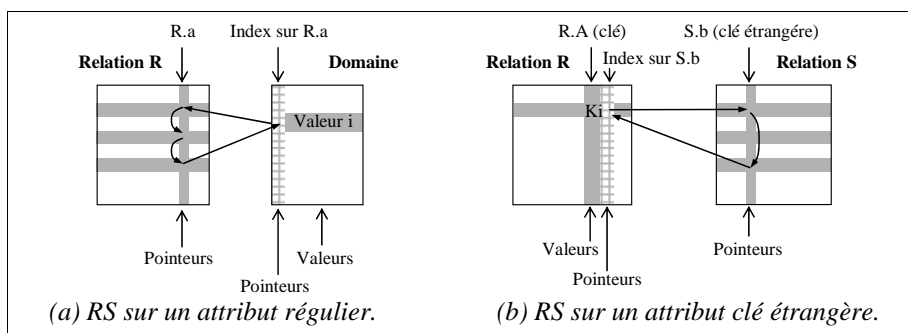 R.a
Index sur R.a
Relation R
Domaine
Valeur i
Pointeurs
Valeurs
Pointeurs
(a) RS sur un attribut régulier.
R.A (clé)
S.b (clé étrangére)
Index sur S.b
Relation R
Relation S
Ki
Valeurs
Pointeurs
Pointeurs
(b) RS sur un attribut clé étrangère.